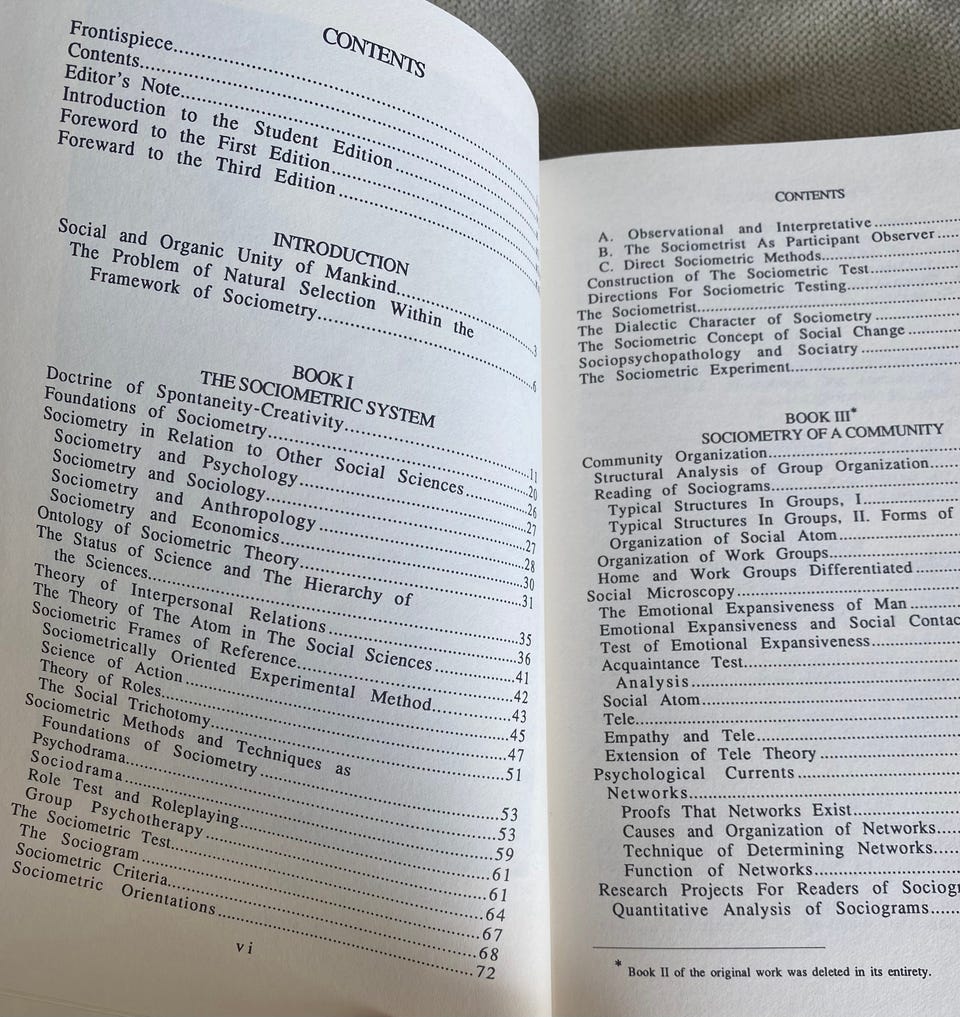 CONTENTS
Frontispiece
Contents
Editor's Note
Introduction to the Student Edition
Foreword to the First Edition
Foreward to the Third Edition
INTRODUCTION
Social and Organic Unity of Mankind 3
The Problem of Natural Selection Within the
Framework of Sociometry 6
BOOK I
THE SOCIOMETRIC SYSTEM
Doctrine of Spontaneity-Creativity 11
Foundations of Sociometry 20
Sociometry in Relation to Other Social Sciences 26
Sociometry and Psychology 27
Sociometry and Sociology 27
Sociometry and Anthropology 28
Sociometry and Economics 30
Ontology of Sociometric Theory 31
The Status of Science and The Hierarchy of
the Sciences 35
Theory of Interpersonal Relations 36
The Theory of The Atom in The Social Sciences 41
Sociometric Frames of Reference 42
Sociometrically Oriented Experimental Method 43
Science of Action 45
Theory of Roles 47
The Social Trichotomy 51
Sociometric Methods and Techniques as
Foundations of Sociometry 53
Psychodrama 53
Sociodrama 59
Role Test and Roleplaying 61
Group Psychotherapy 61
The Sociometric Test 64
The Sociogram 67
Sociometric Criteria 68
Sociometric Orientations 72
vi
CONTENTS
A. Observational and Interpretative
B. The Sociometrist As Participant Observer
C. Direct Sociometric Methods
Construction of The Sociometric Test
Directions For Sociometric Testing
The Sociometrist
The Dialectic Character of Sociometry
The Sociometric Concept of Social Change
Sociopsychopathology and Sociatry
The Sociometric Experiment
BOOK III*
SOCIOMETRY OF A COMMUNITY
Community Organization
Structural Analysis of Group Organization
Reading of Sociograms
Typical Structures In Groups, I
Typical Structures In Groups, II. Forms of
Organization of Social Atom
Organization of Work Groups
Home and Work Groups Differentiated
Social Microscopy
The Emotional Expansiveness of Man
Emotional Expansiveness and Social Contac
Test of Emotional Expansiveness
Acquaintance Test
Analysis
Social Atom
Tele
Empathy and Tele
Extension of Tele Theory
Psychological Currents
Networks
Proofs That Networks Exist
Causes and Organization of Networks
Technique of Determining Networks
Function of Networks
Research Projects For Readers of Sociogr
Quantitative Analysis of Sociograms
* Book II of the original work was deleted in its entirety.